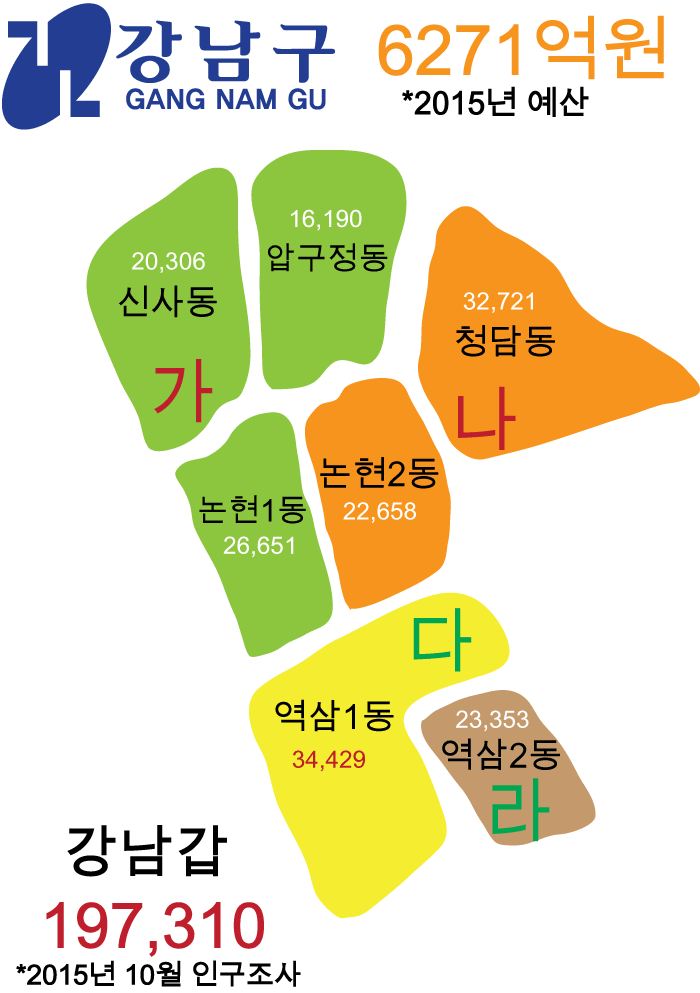 강남구
GANG NAM GU
6271억원
*2015년 예산
16,190
압구정동
20,306
신사동
가
32,721
청담동
나
논현2동
22,658
논현1동
26,651
다
역삼1동
34,429
23,353
역삼2동
라
강남갑
197,310
*2015년 10월 인구조사